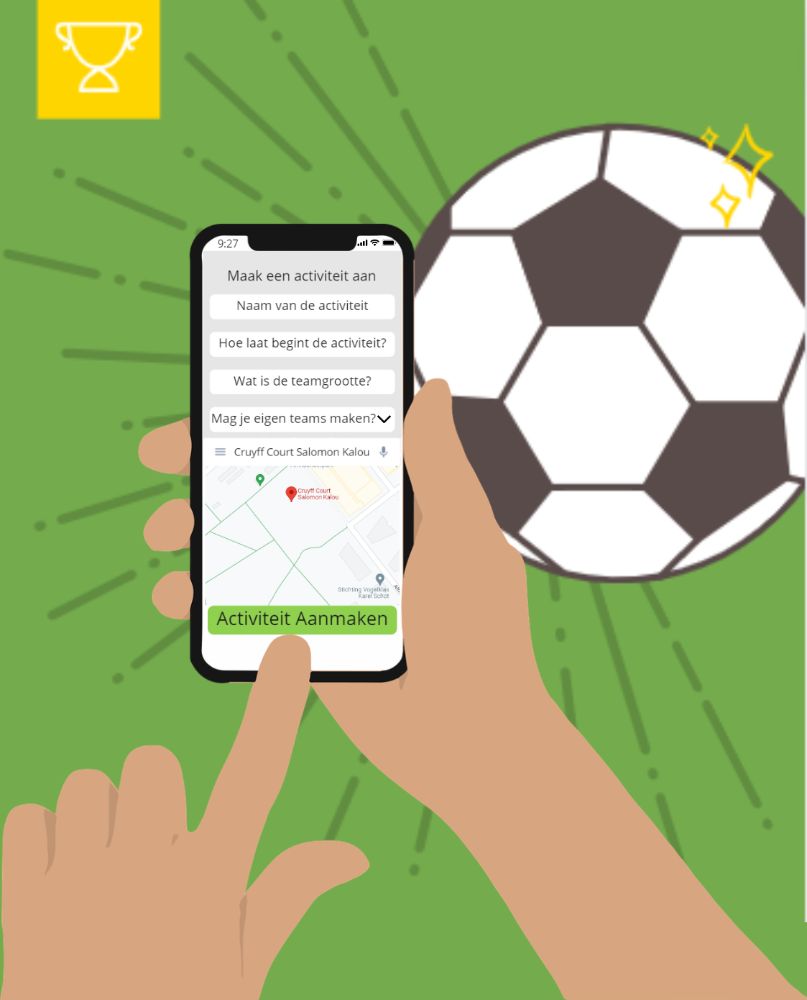 9:27
Maak een activiteit aan
Naam van de activiteit
Hoe laat begint de activiteit?
Wat is de teamgrootte?
Mag je eigen teams maken?
Cruyff Court Salomon Kalou
Cruyff Court
Salomon Kalou
Stichting
Karel Schot
Activiteit Aanmaken